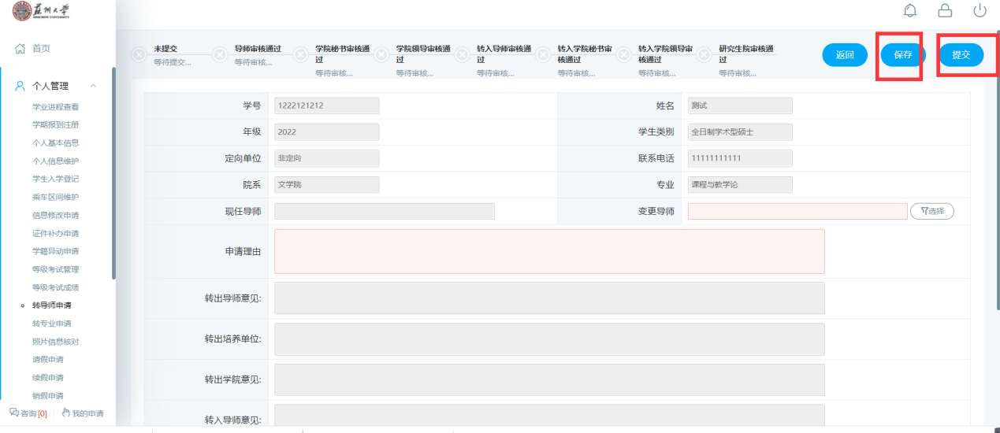 蘇州大學
SOOCHOW UNIVERSITY
首页
个人管理
学业进程查看
学期报到注册
个人基本信息
个人信息维护
学生入学登记
乘车区间维护
信息修改申请
证件补办申请
学籍异动申请
等级考试管理
等级考试成绩
转导师申请
转专业申请
照片信息核对
请假申请
续假申请
销假申请
咨询[0]
我的申请
未提交
等待提交...
导师审核通过
等待审核...
学院秘书审核通
过
等待审核...
学院领导审核通
过
等待审核...
转入导师审核通
过
等待审核...
转入学院秘书审
核通过
等待审核...
转入学院领导审
核通过
等待审核...
研究生院审核通
过
等待审核...
返回
保存
提交
学号 1222121212 姓名 测试
年级 2022 学生类别 全日制学术型硕士
定向单位 非定向 联系电话 11111111111
院系 文学院 专业 课程与教学论
现任导师 变更导师 选择
申请理由
转出导师意见:
转出培养单位:
转出学院意见:
转入导师意见: